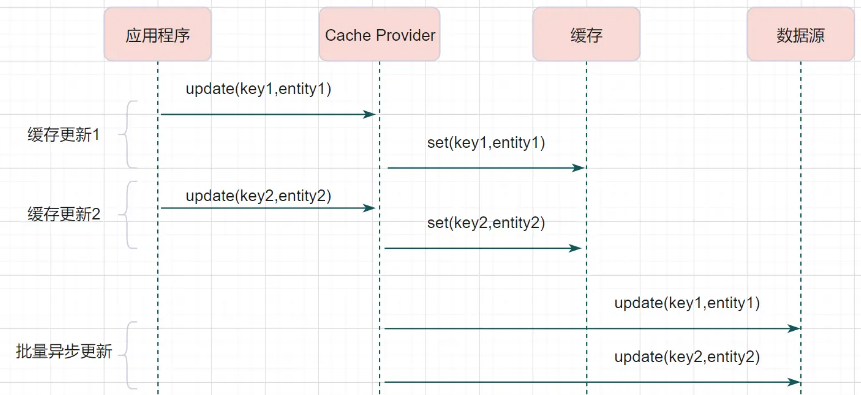 应用程序
Cache Provider
缓存
数据源
update(key1,entity1)
缓存更新1
set(key1,entity1)
update(key2,entity2)
缓存更新2
set(key2,entity2)
update(key1,entity1)
批量异步更新
update(key2,entity2)